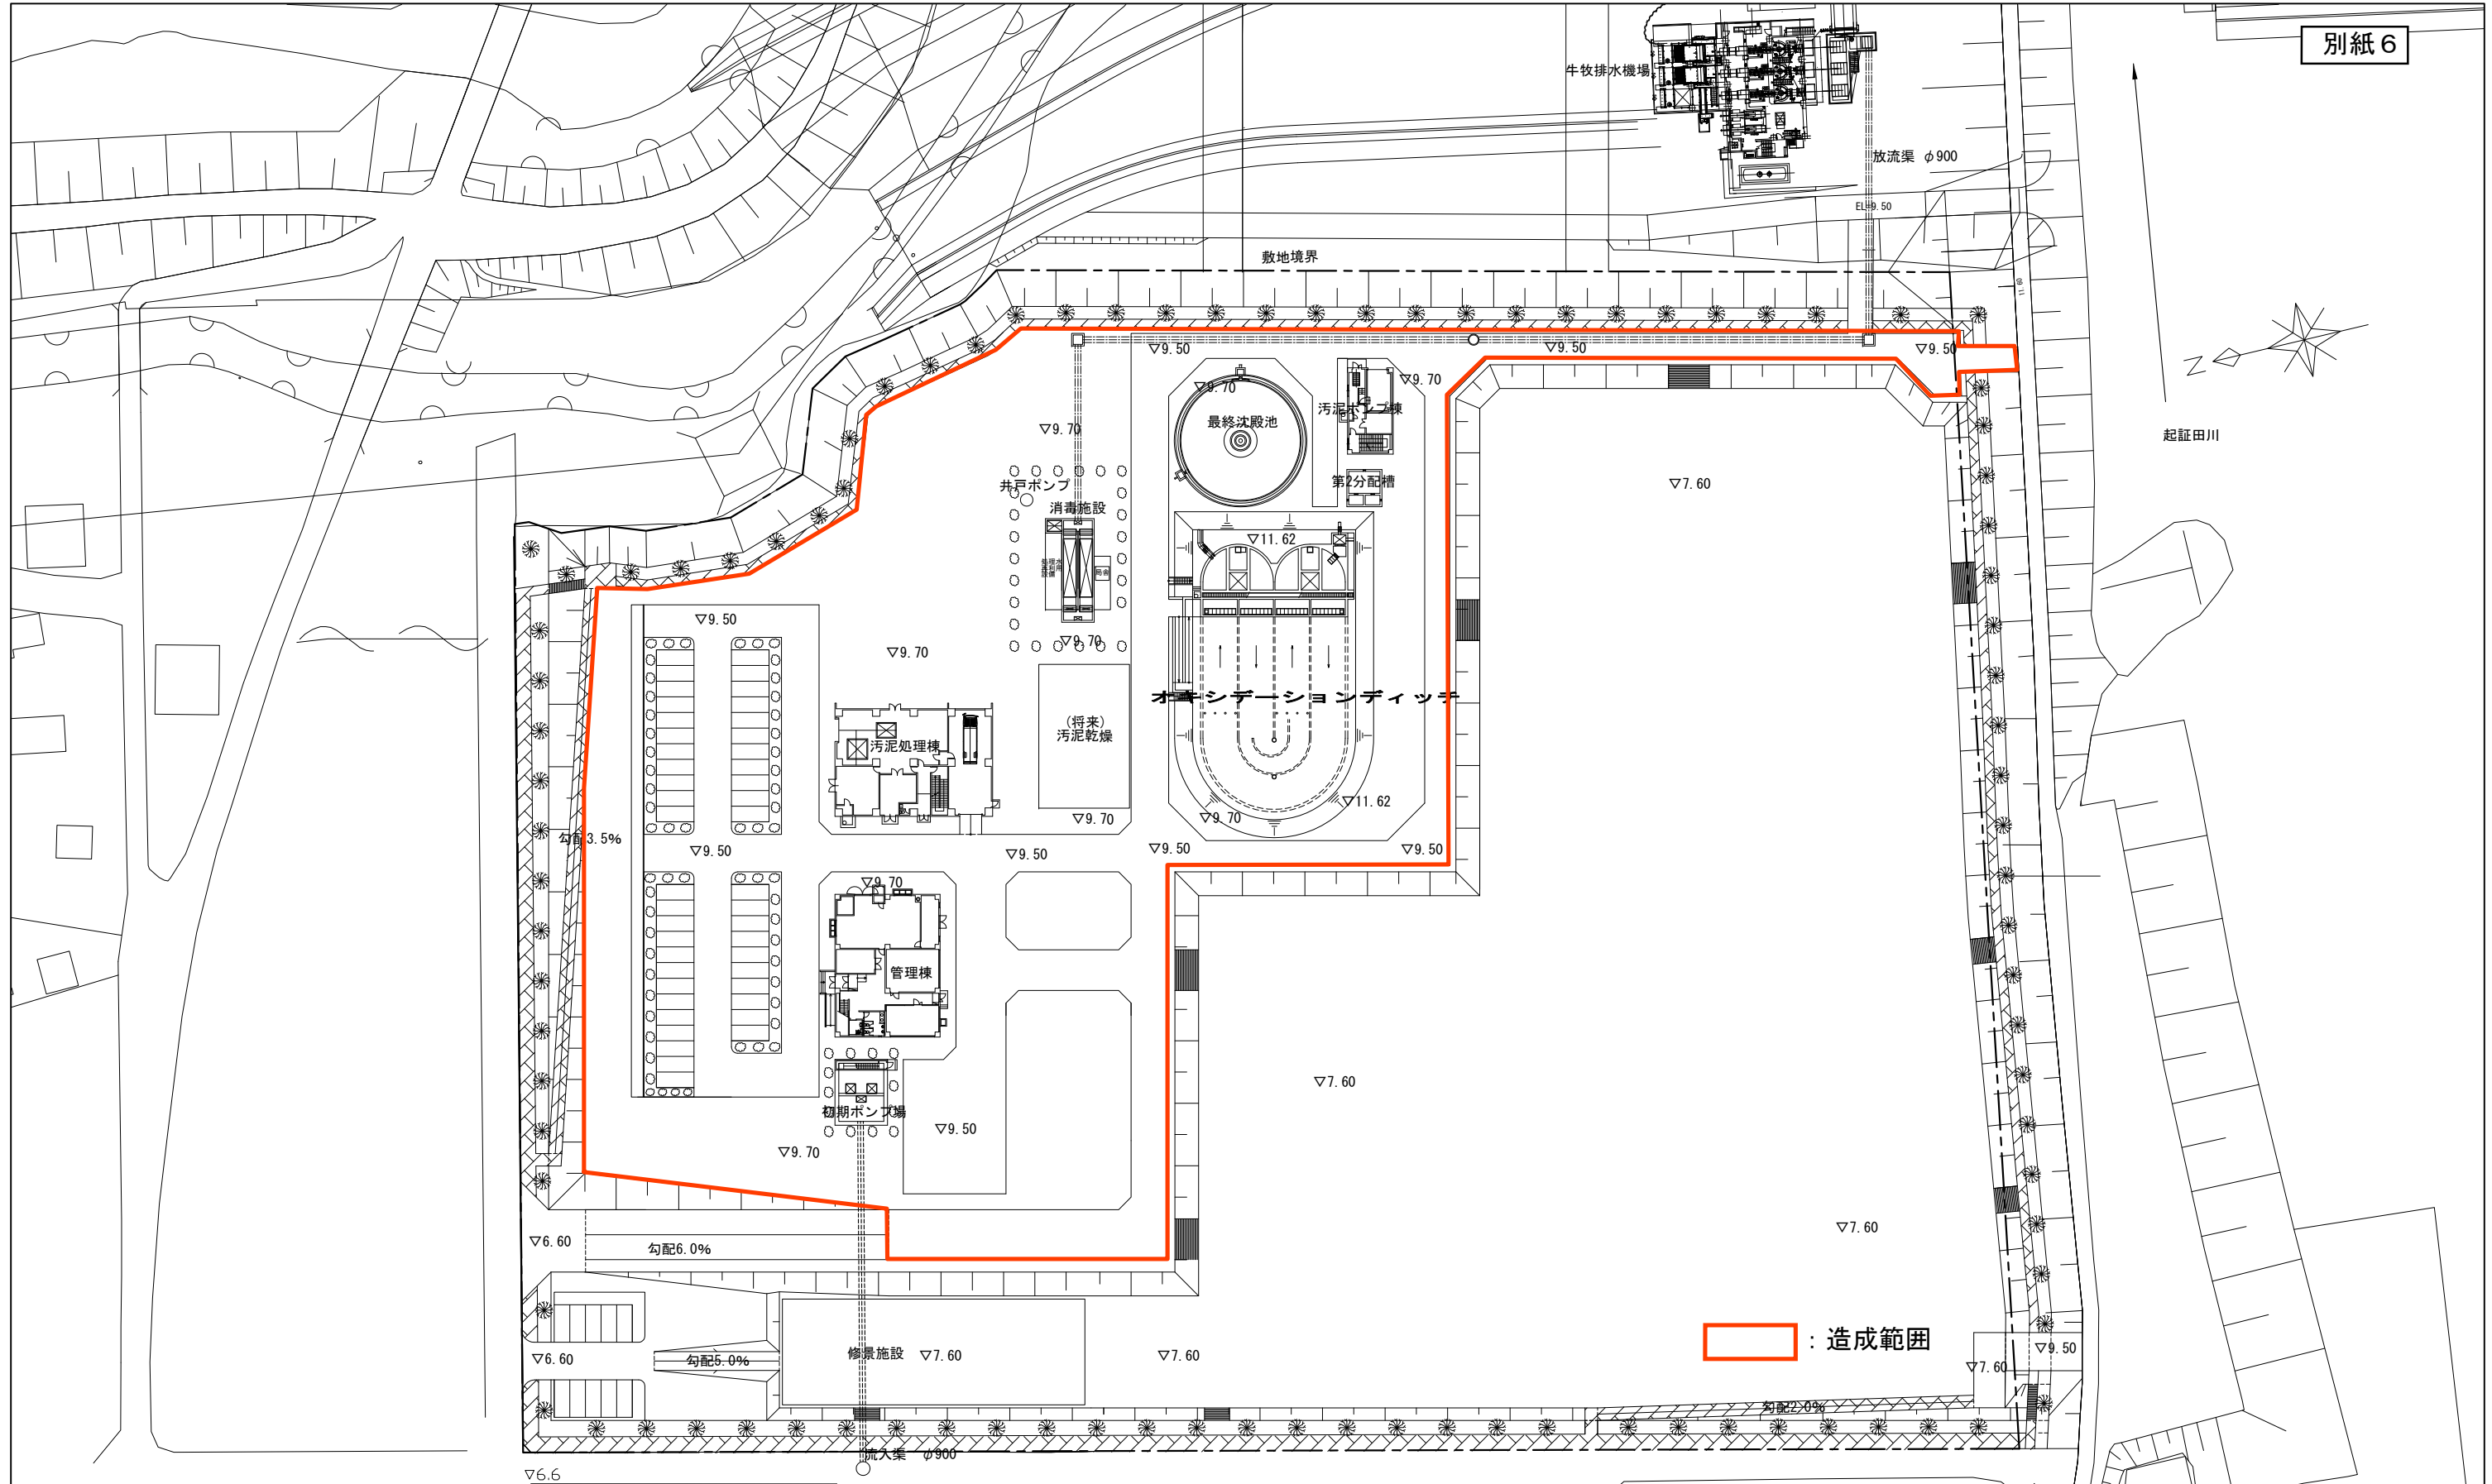 別紙6
牛牧排水機場
放流渠 φ900
EL=9.50
敷地境界
▽9.50
▽9.50
▽9.50
▽9.70
▽9.70
汚泥ポンプ棟
最終沈殿池
▽9.70
起証田川
井戸ポンプ
第2分配槽
▽7.60
消毒施設
▽11.62
▽9.50
▽9.70
▽9.70
オキシデーションディッチ
(将来)
汚泥乾燥
汚泥処理棟
▽11.62
▽9.70
▽9.70
勾配3.5%
▽9.50
▽9.50
▽9.50
▽9.50
▽9.70
管理棟
▽7.60
初期ポンプ場
▽9.50
▽9.70
▽7.60
▽6.60
勾配6.0%
:造成範囲
▽6.60
勾配5.0%
修景施設
▽7.60
▽7.60
▽7.60
▽9.50
勾配2.0%
流入渠 φ900
▽6.6